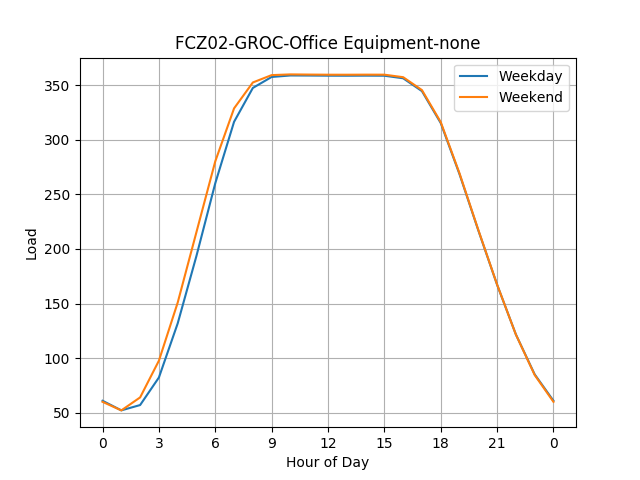 FCZ02-GROC-Office Equipment-none
Weekday
Weekend
Load
350
300
250
200
150
100
50
0 3 6 9 12 15 18 21 0
Hour of Day